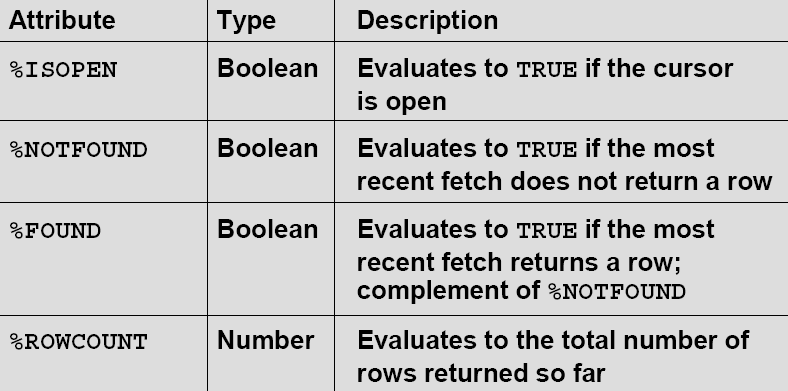 Attribute Type Description
%ISOPEN Boolean Evaluates to TRUE if the cursor
is open
%NOTFOUND Boolean Evaluates to TRUE if the most
recent fetch does not return a row
%FOUND Boolean Evaluates to TRUE if the most
recent fetch returns a row;
complement of %NOTFOUND
%ROWCOUNT Number Evaluates to the total number of
rows returned so far